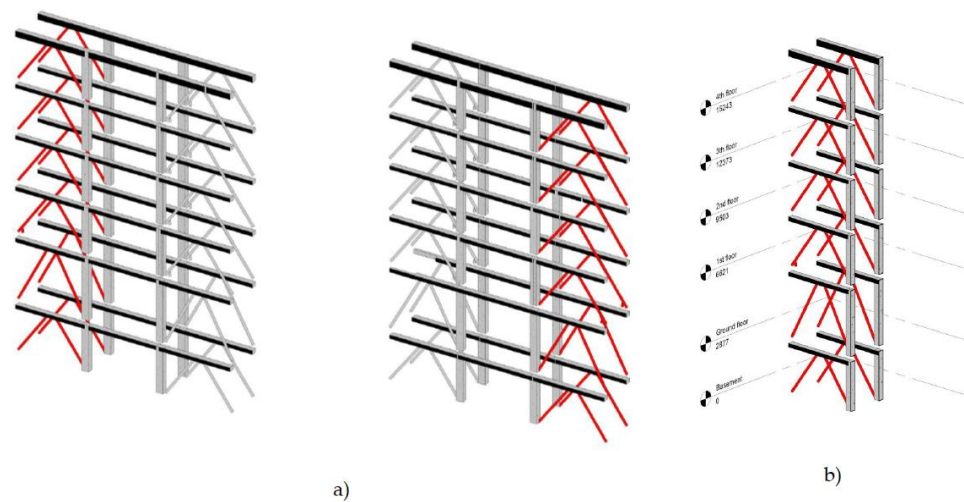 4th floor
15243
3th floor
12373
2nd floor
9503
1st floor
6621
Ground floor
2877
Basement
0
a)
b)